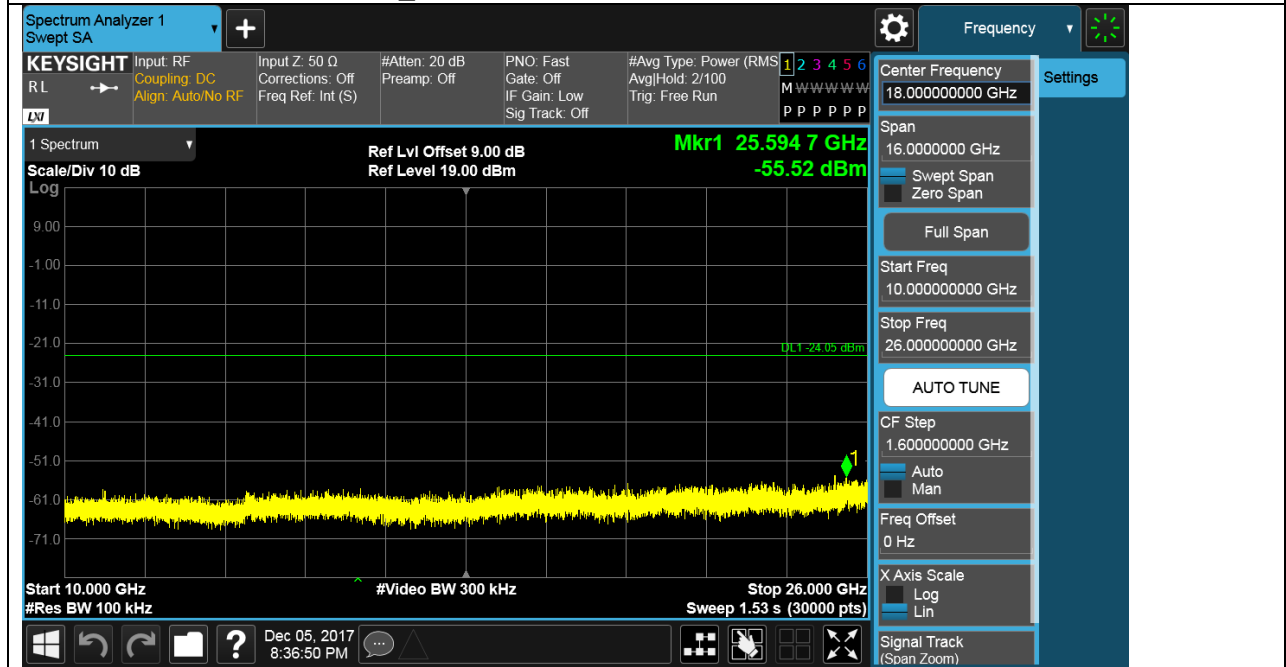 Spectrum Analyzer 1
Swept SA
+
Frequency
KEYSIGHT
RL
LXI
Input: RF
Coupling: DC
Align: Auto/No RF
Input Z: 50 Ω
Corrections: Off
Freq Ref: Int (S)
#Atten: 20 dB
Preamp: Off
PNO: Fast
Gate: Off
IF Gain: Low
Sig Track: Off
#Avg Type: Power (RMS
Avg|Hold: 2/100
Trig: Free Run
1 2 3 4 5 6
M W W W W W
P P P P P P
1 Spectrum
Scale/Div 10 dB
Log
Ref Lvl Offset 9.00 dB
Ref Level 19.00 dBm
Mkr1 25.594 7 GHz
-55.52 dBm
9.00
-1.00
-11.0
-21.0
DL1 -24.05 dBm
-31.0
-41.0
-51.0
1
-61.0
-71.0
Start 10.000 GHz
#Res BW 100 kHz
#Video BW 300 kHz
Stop 26.000 GHz
Sweep 1.53 s (30000 pts)
?
Dec 05, 2017
8:36:50 PM
Center Frequency
18.000000000 GHz
Settings
Span
16.0000000 GHz
Swept Span
Zero Span
Full Span
Start Freq
10.000000000 GHz
Stop Freq
26.000000000 GHz
AUTO TUNE
CF Step
1.600000000 GHz
Auto
Man
Freq Offset
0 Hz
X Axis Scale
Log
Lin
Signal Track
(Span Zoom)